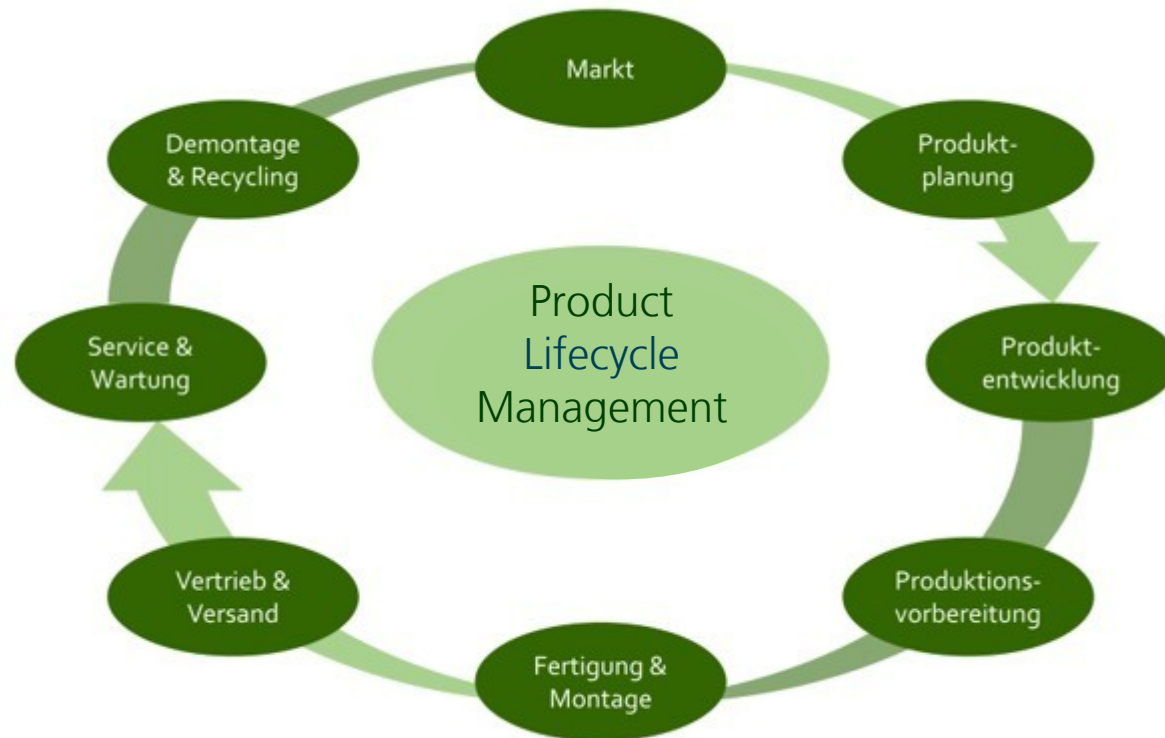 Markt
Produkt-
planung
Produkt-
entwicklung
Produktions-
vorbereitung
Fertigung &
Montage
Vertrieb &
Versand
Service &
Wartung
Demontage
& Recycling
Product
Lifecycle
Management